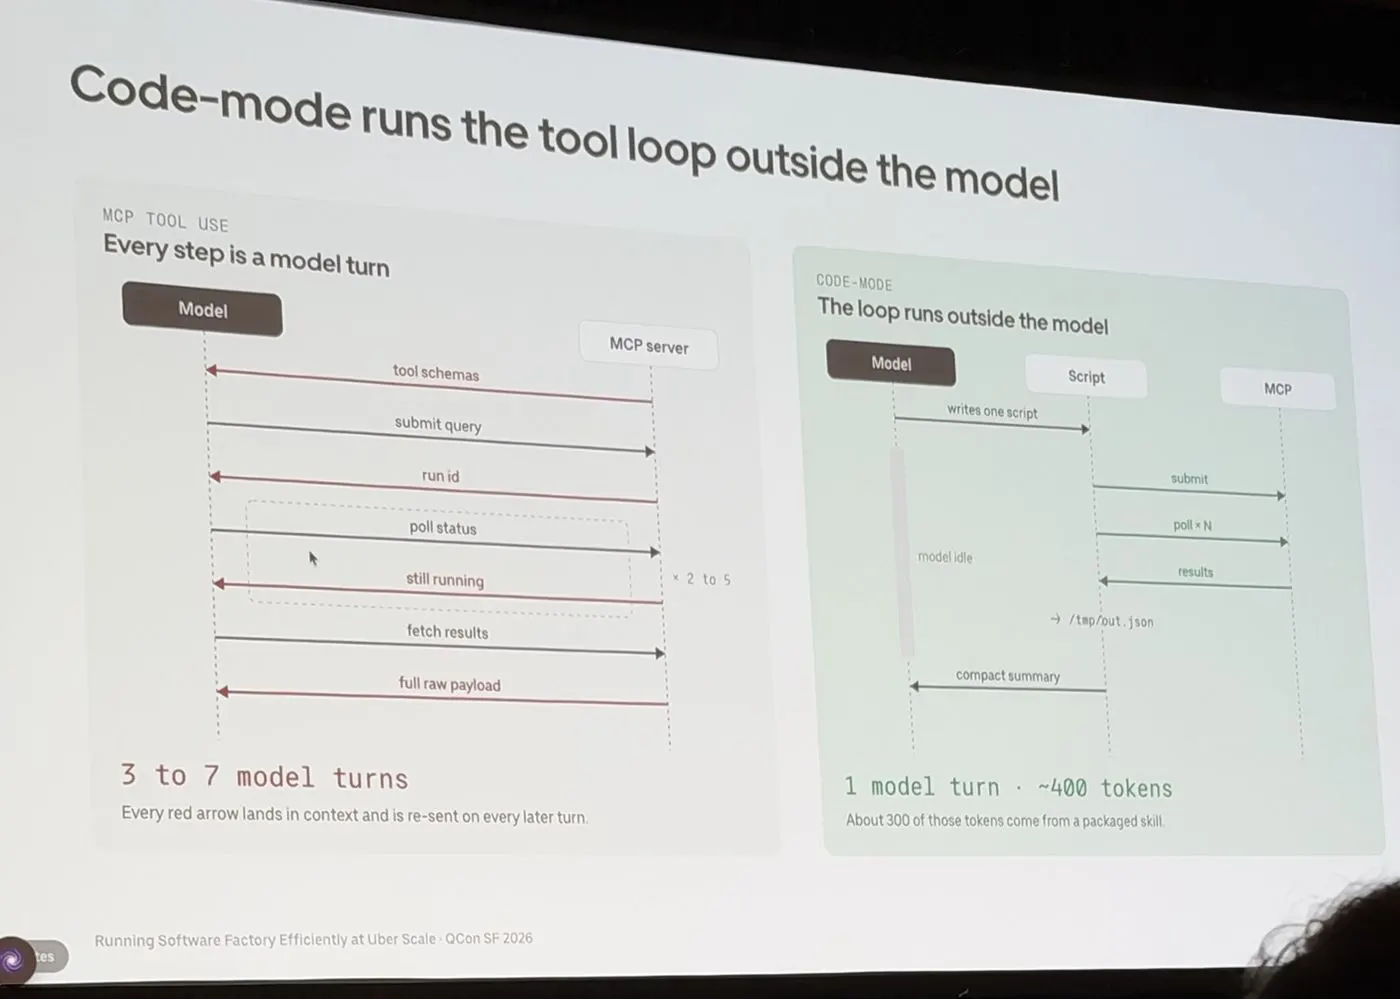 Code-mode runs the tool loop outside the model
MCP TOOL USE
Every step is a model turn
Model
MCP server
tool schemas
submit query
run id
poll status
still running
× 2 to 5
fetch results
full raw payload
3 to 7 model turns
Every red arrow lands in context and is re-sent on every later turn.
CODE-MODE
The loop runs outside the model
Model
Script
MCP
writes one script
submit
poll × N
model idle
results
→ /tmp/out.json
compact summary
1 model turn · ~400 tokens
About 300 of those tokens come from a packaged skill.
Running Software Factory Efficiently at Uber Scale · QCon SF 2026